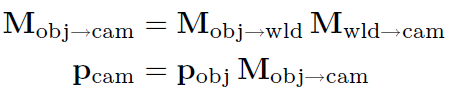 M_obj→cam = M_obj→wld M_wld→cam
p_cam = p_obj M_obj→cam